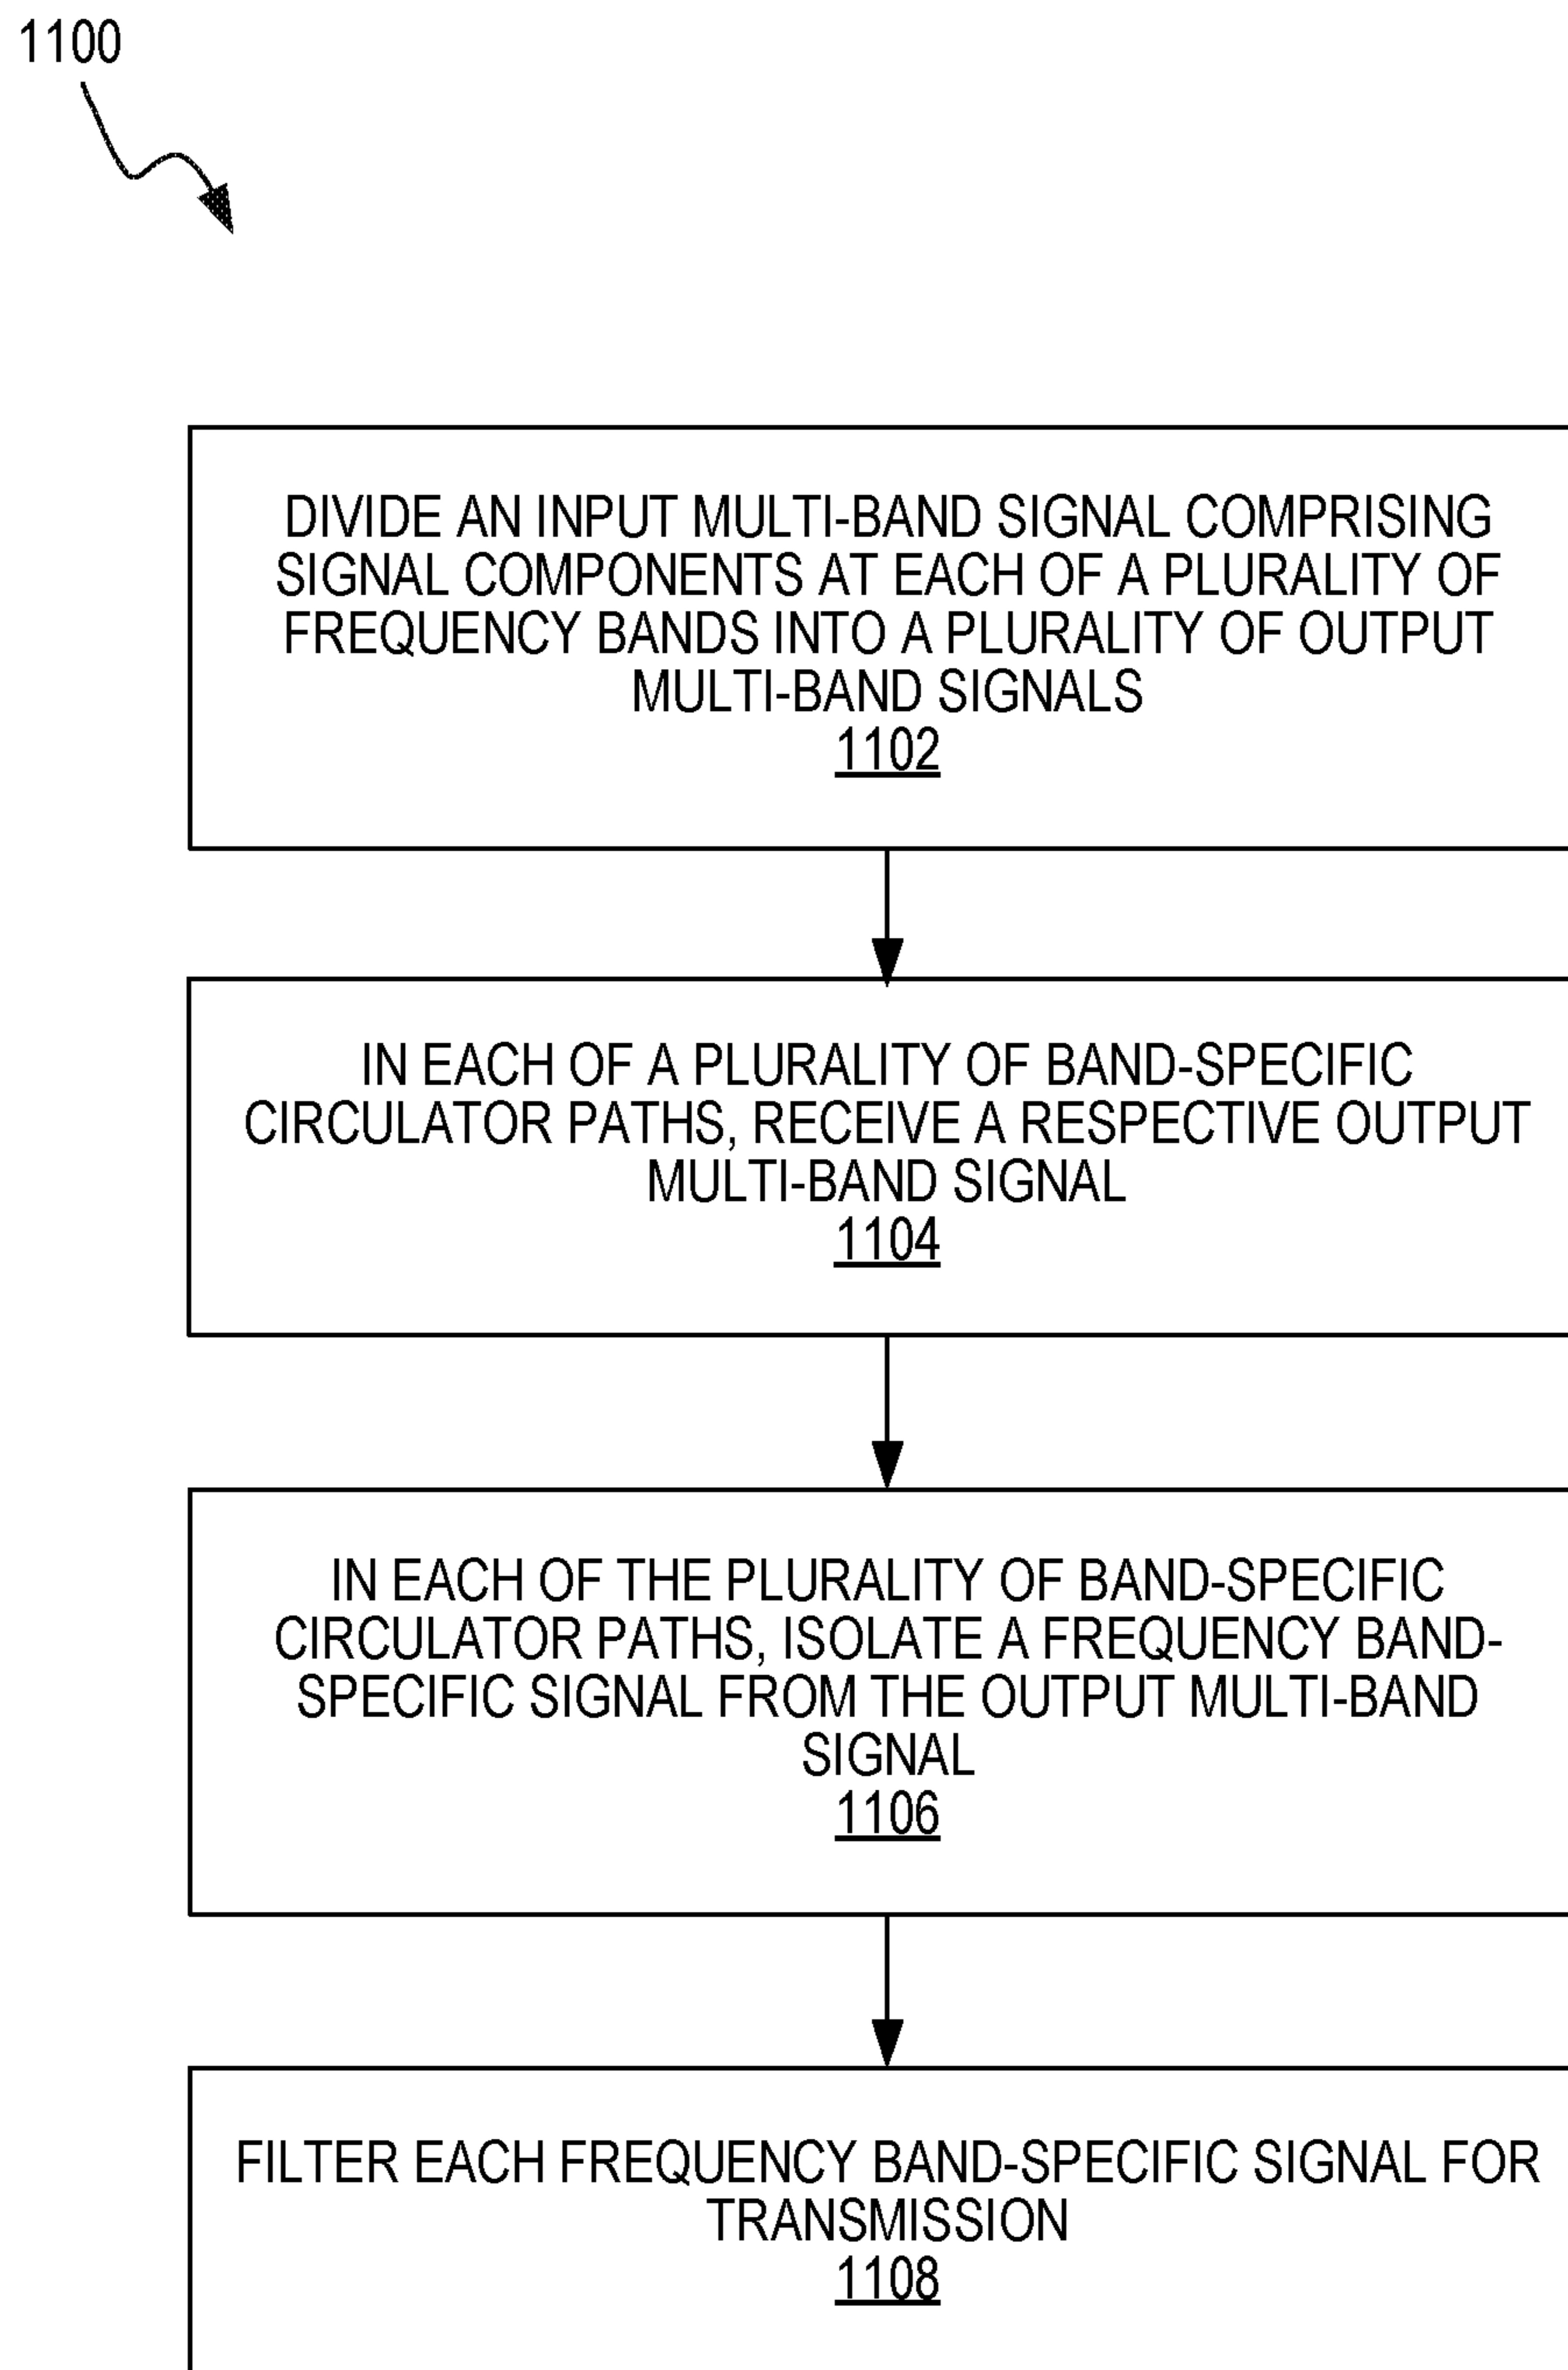 1100
DIVIDE AN INPUT MULTI-BAND SIGNAL COMPRISING
SIGNAL COMPONENTS AT EACH OF A PLURALITY OF
FREQUENCY BANDS INTO A PLURALITY OF OUTPUT
MULTI-BAND SIGNALS
1102
IN EACH OF A PLURALITY OF BAND-SPECIFIC
CIRCULATOR PATHS, RECEIVE A RESPECTIVE OUTPUT
MULTI-BAND SIGNAL
1104
IN EACH OF THE PLURALITY OF BAND-SPECIFIC
CIRCULATOR PATHS, ISOLATE A FREQUENCY BAND-
SPECIFIC SIGNAL FROM THE OUTPUT MULTI-BAND
SIGNAL
1106
FILTER EACH FREQUENCY BAND-SPECIFIC SIGNAL FOR
TRANSMISSION
1108